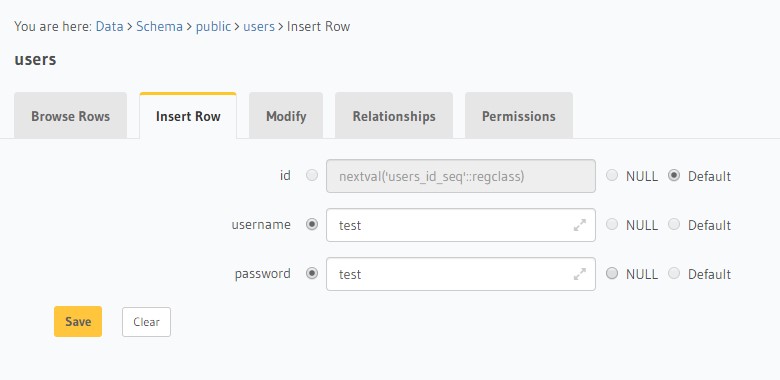 You are here: Data > Schema > public > users > Insert Row
users
Browse Rows Insert Row Modify Relationships Permissions
id nextval('users_id_seq'::regclass) NULL Default
username test NULL Default
password test NULL Default
Save Clear